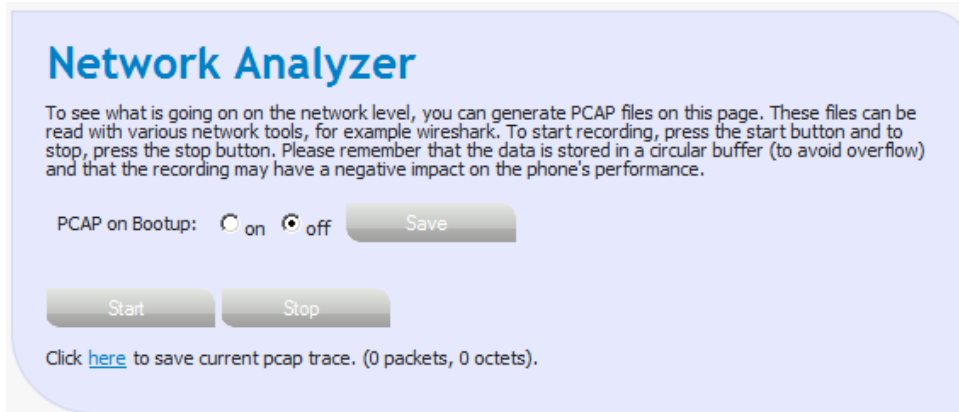 Network Analyzer
To see what is going on on the network level, you can generate PCAP files on this page. These files can be
read with various network tools, for example wireshark. To start recording, press the start button and to
stop, press the stop button. Please remember that the data is stored in a circular buffer (to avoid overflow)
and that the recording may have a negative impact on the phone's performance.
PCAP on Bootup: on off Save
Start Stop
Click here to save current pcap trace. (0 packets, 0 octets).